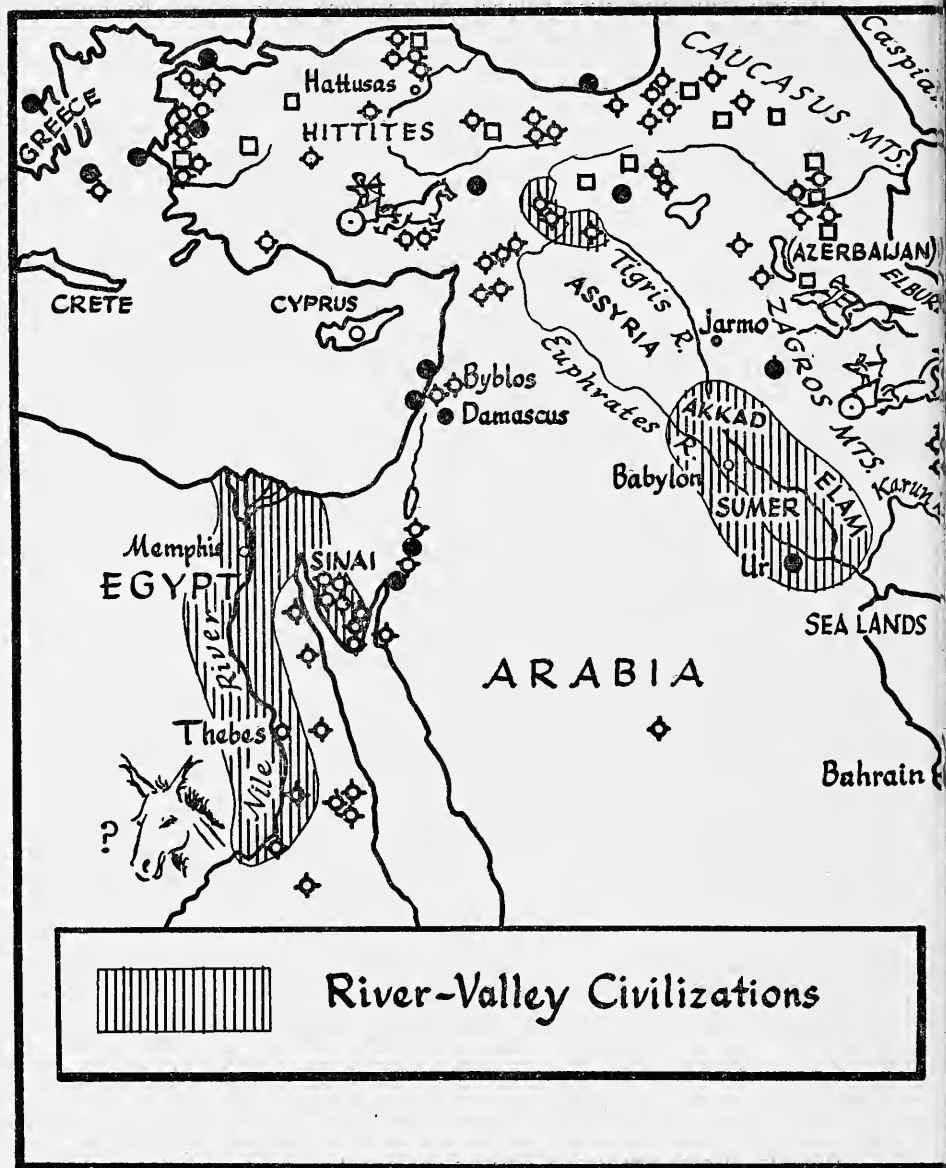 Caspian
CAUCASUS MTS.
Hattusas
HITTITES
GREECE
(AZERBAIJAN)
Tigris R.
ASSYRIA
CRETE
CYPRUS
Jarmo
ZAGROS MTS.
Euphrates R.
Byblos
Damascus
AKKAD
Babylon
ELAM
Karun
SUMER
Memphis
SINAI
Ur
EGYPT
SEA LANDS
River Nile
ARABIA
Thebes
Bahrain
?
River-Valley Civilizations